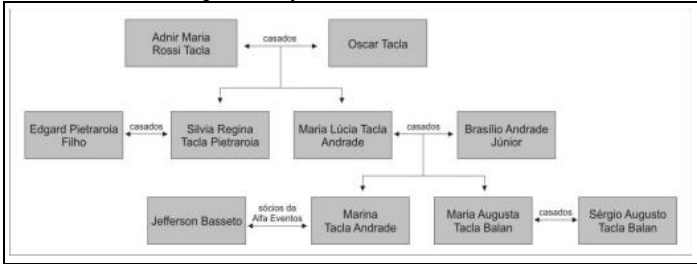 Adnir Maria
Rossi Tacla
casados
Oscar Tacla
Edgard Pietraroia
Filho
casados
Silvia Regina
Tacla Pietraroia
Maria Lúcia Tacla
Andrade
casados
Brasílio Andrade
Júnior
Jefferson Basseto
sócios da
Alfa Eventos
Marina
Tacla Andrade
Maria Augusta
Tacla Balan
casados
Sérgio Augusto
Tacla Balan